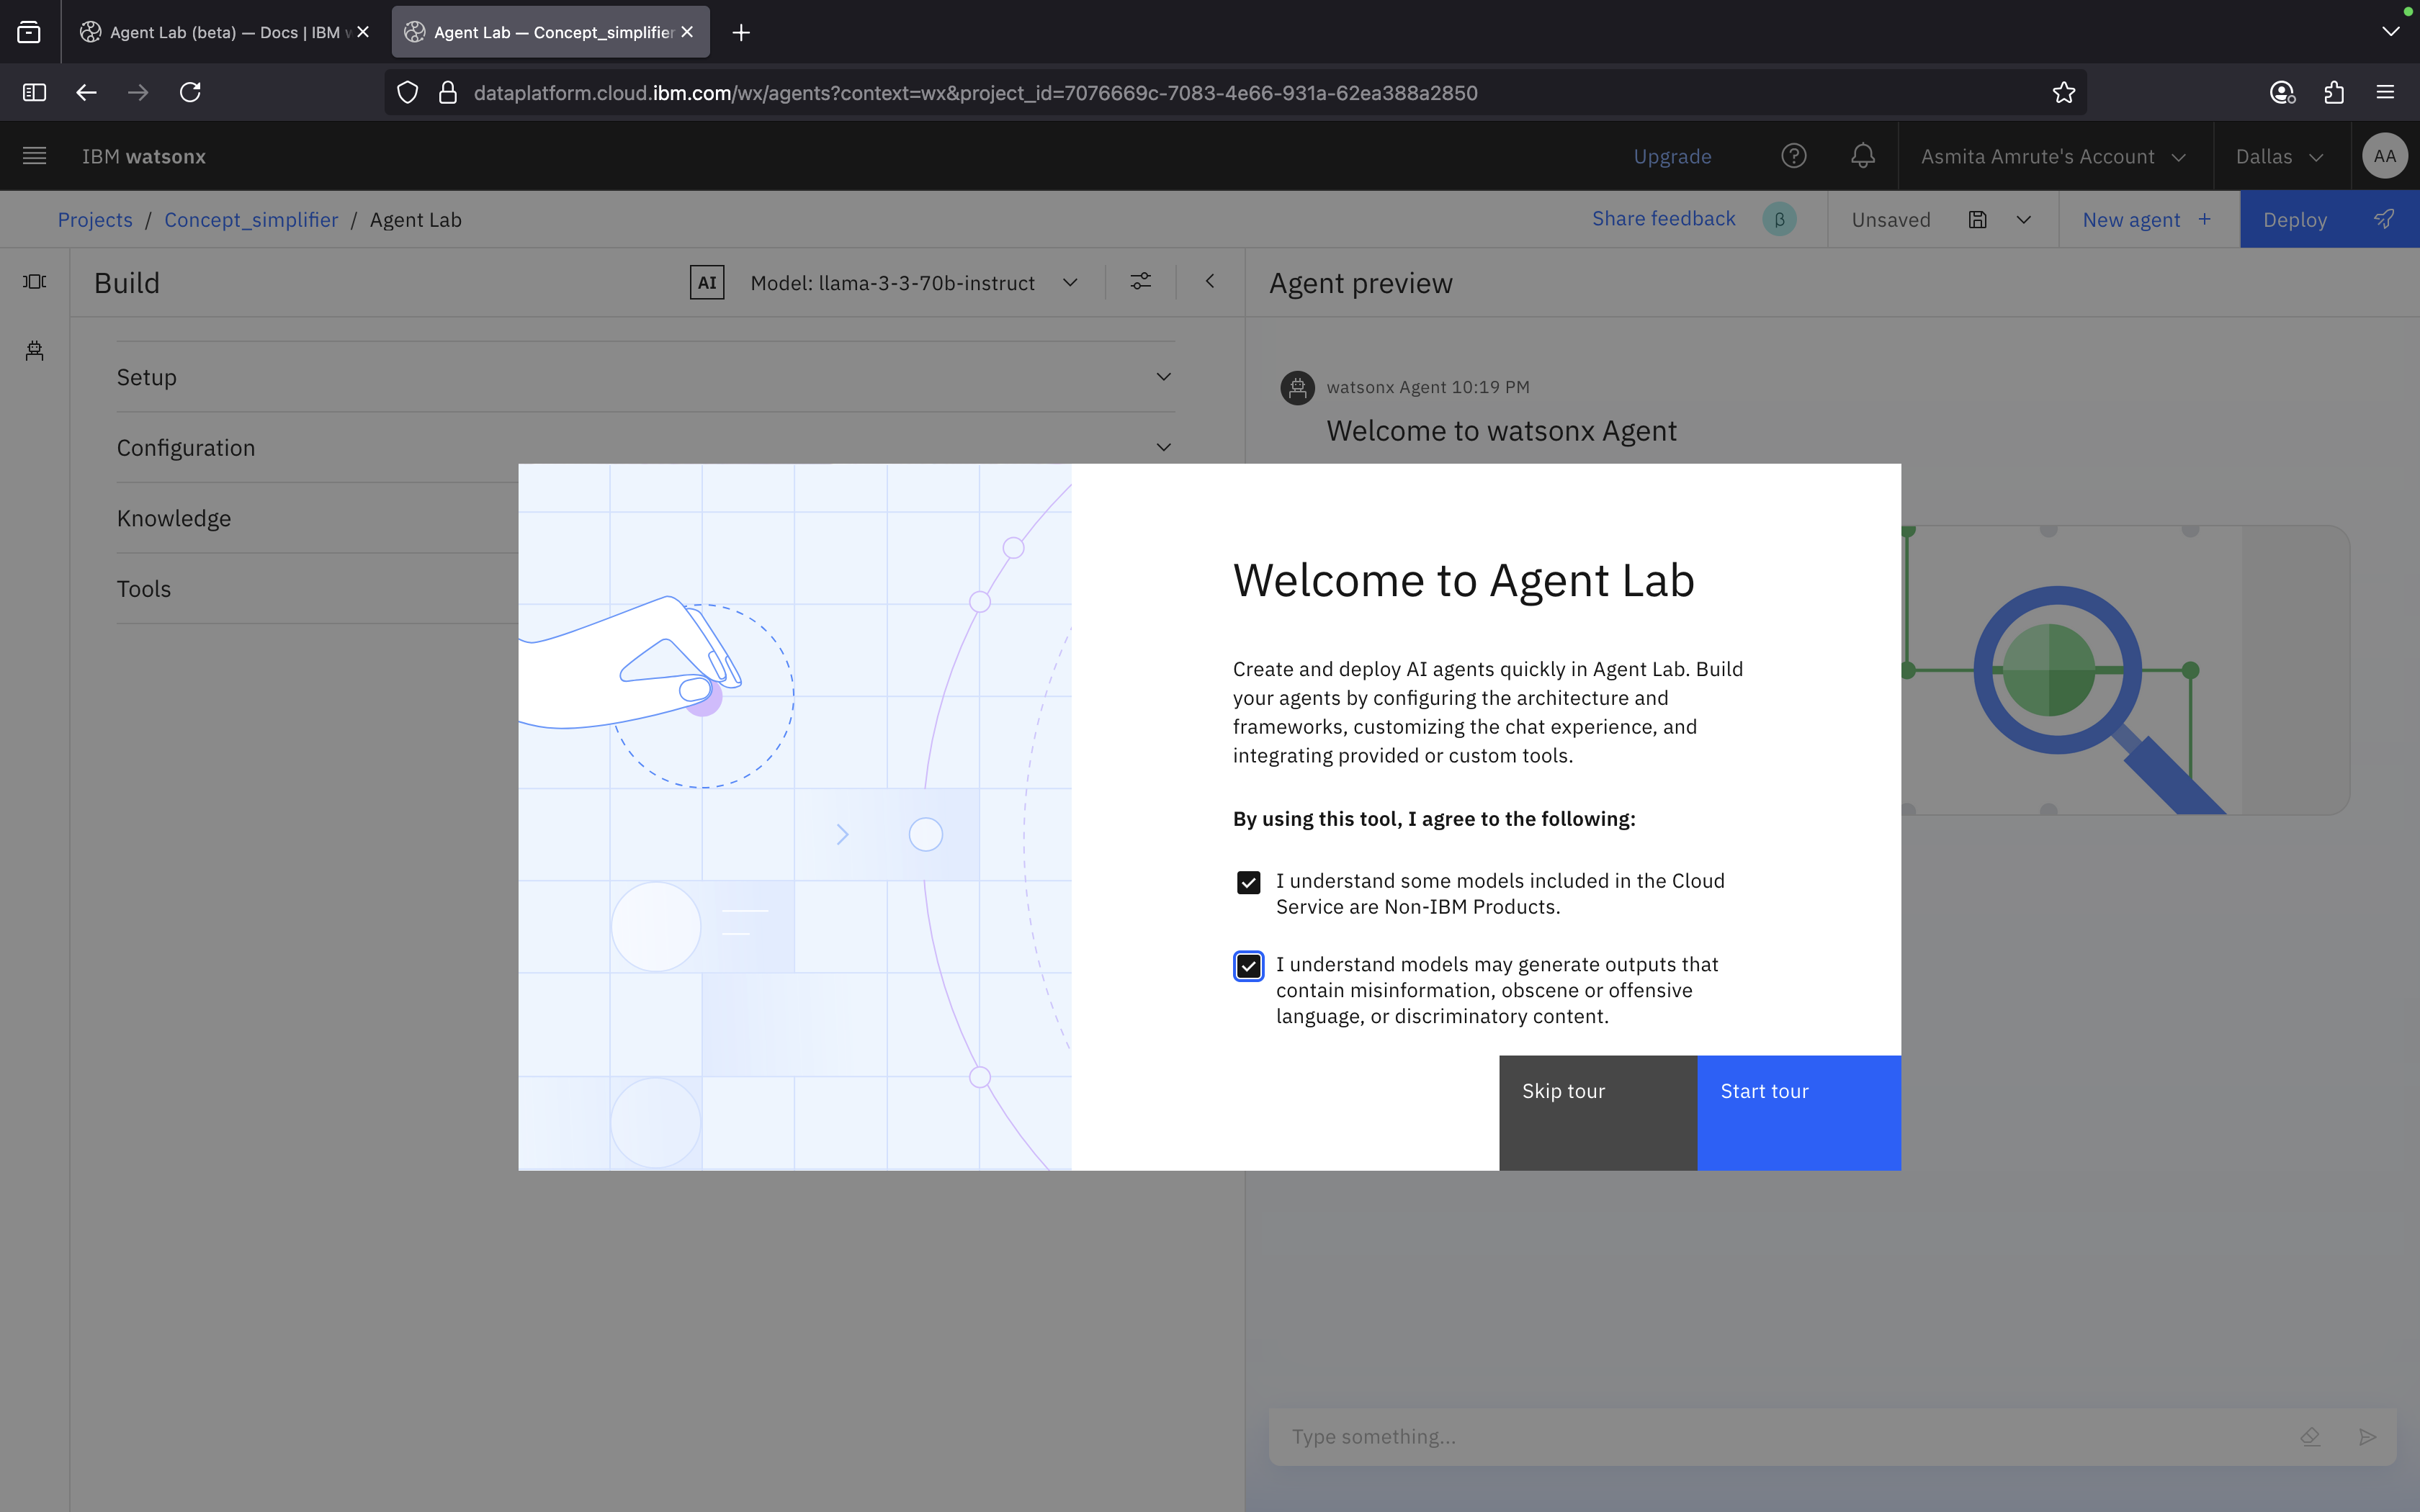 Agent Lab (beta) — Docs | IBM
Agent Lab — Concept_simplifier
dataplatform.cloud.ibm.com/wx/agents?context=wx&project_id=7076669c-7083-4e66-931a-62ea388a2850
IBM watsonx
Upgrade
Asmita Amrute's Account
Dallas
AA
Projects / Concept_simplifier / Agent Lab
Share feedback
β
Unsaved
New agent +
Deploy
Build
AI
Model: llama-3-3-70b-instruct
Agent preview
Setup
Configuration
Knowledge
Tools
watsonx Agent 10:19 PM
Welcome to watsonx Agent
Welcome to Agent Lab
Create and deploy AI agents quickly in Agent Lab. Build
your agents by configuring the architecture and
frameworks, customizing the chat experience, and
integrating provided or custom tools.
By using this tool, I agree to the following:
I understand some models included in the Cloud
Service are Non-IBM Products.
I understand models may generate outputs that
contain misinformation, obscene or offensive
language, or discriminatory content.
Skip tour
Start tour
Type something...